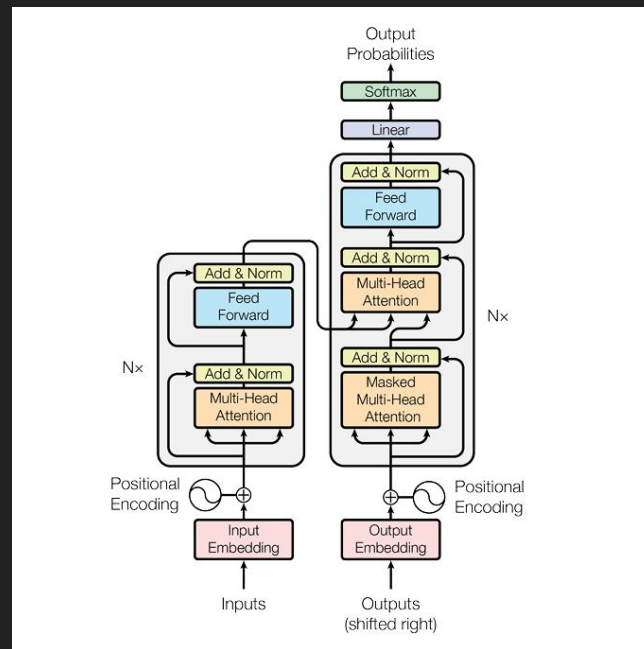 Output
Probabilities
Softmax
Linear
Add & Norm
Feed
Forward
Add & Norm
Multi-Head
Attention
Add & Norm
Masked
Multi-Head
Attention
N×
Add & Norm
Feed
Forward
Add & Norm
Multi-Head
Attention
N×
Positional
Encoding
Positional
Encoding
Input
Embedding
Output
Embedding
Inputs
Outputs
(shifted right)